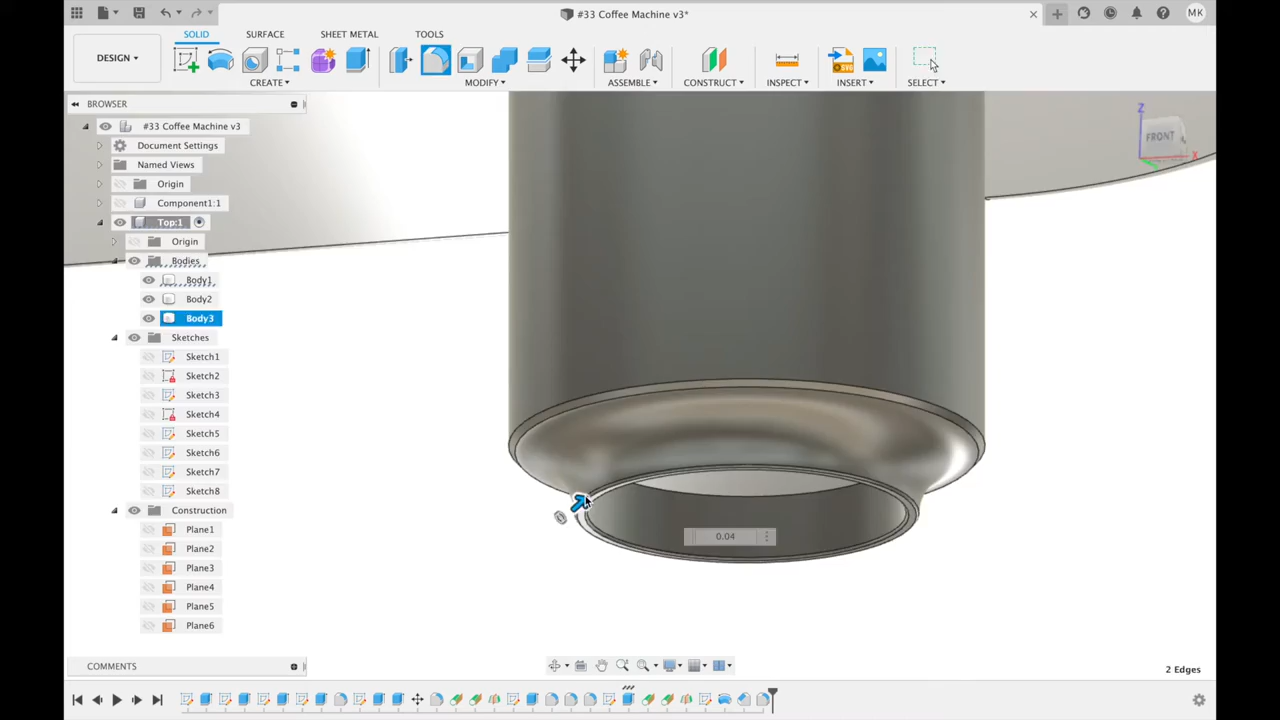 #33 Coffee Machine v3*
MK
SOLID SURFACE SHEET METAL TOOLS
DESIGN
CREATE MODIFY ASSEMBLE CONSTRUCT INSPECT INSERT SELECT
SVG
BROWSER
#33 Coffee Machine v3
Document Settings
Named Views
Origin
Component1:1
Top:1
Origin
Bodies
Body1
Body2
Body3
Sketches
Sketch1
Sketch2
Sketch3
Sketch4
Sketch5
Sketch6
Sketch7
Sketch8
Construction
Plane1
Plane2
Plane3
Plane4
Plane5
Plane6
Z
FRONT
X
0.04
COMMENTS
2 Edges